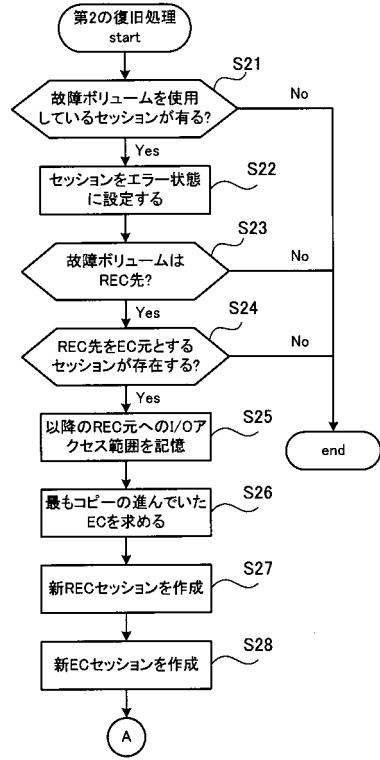 第2の復旧処理
start
S21
故障ボリュームを使用
しているセッションが有る?
No
Yes
S22
セッションをエラー状態
に設定する
S23
故障ボリュームは
REC先?
No
Yes
S24
REC先をEC元とする
セッションが存在する?
No
Yes
S25
以降のREC元へのI/Oア
クセス範囲を記憶
end
S26
最もコピーの進んでいた
ECを求める
S27
新RECセッションを作成
S28
新ECセッションを作成
A